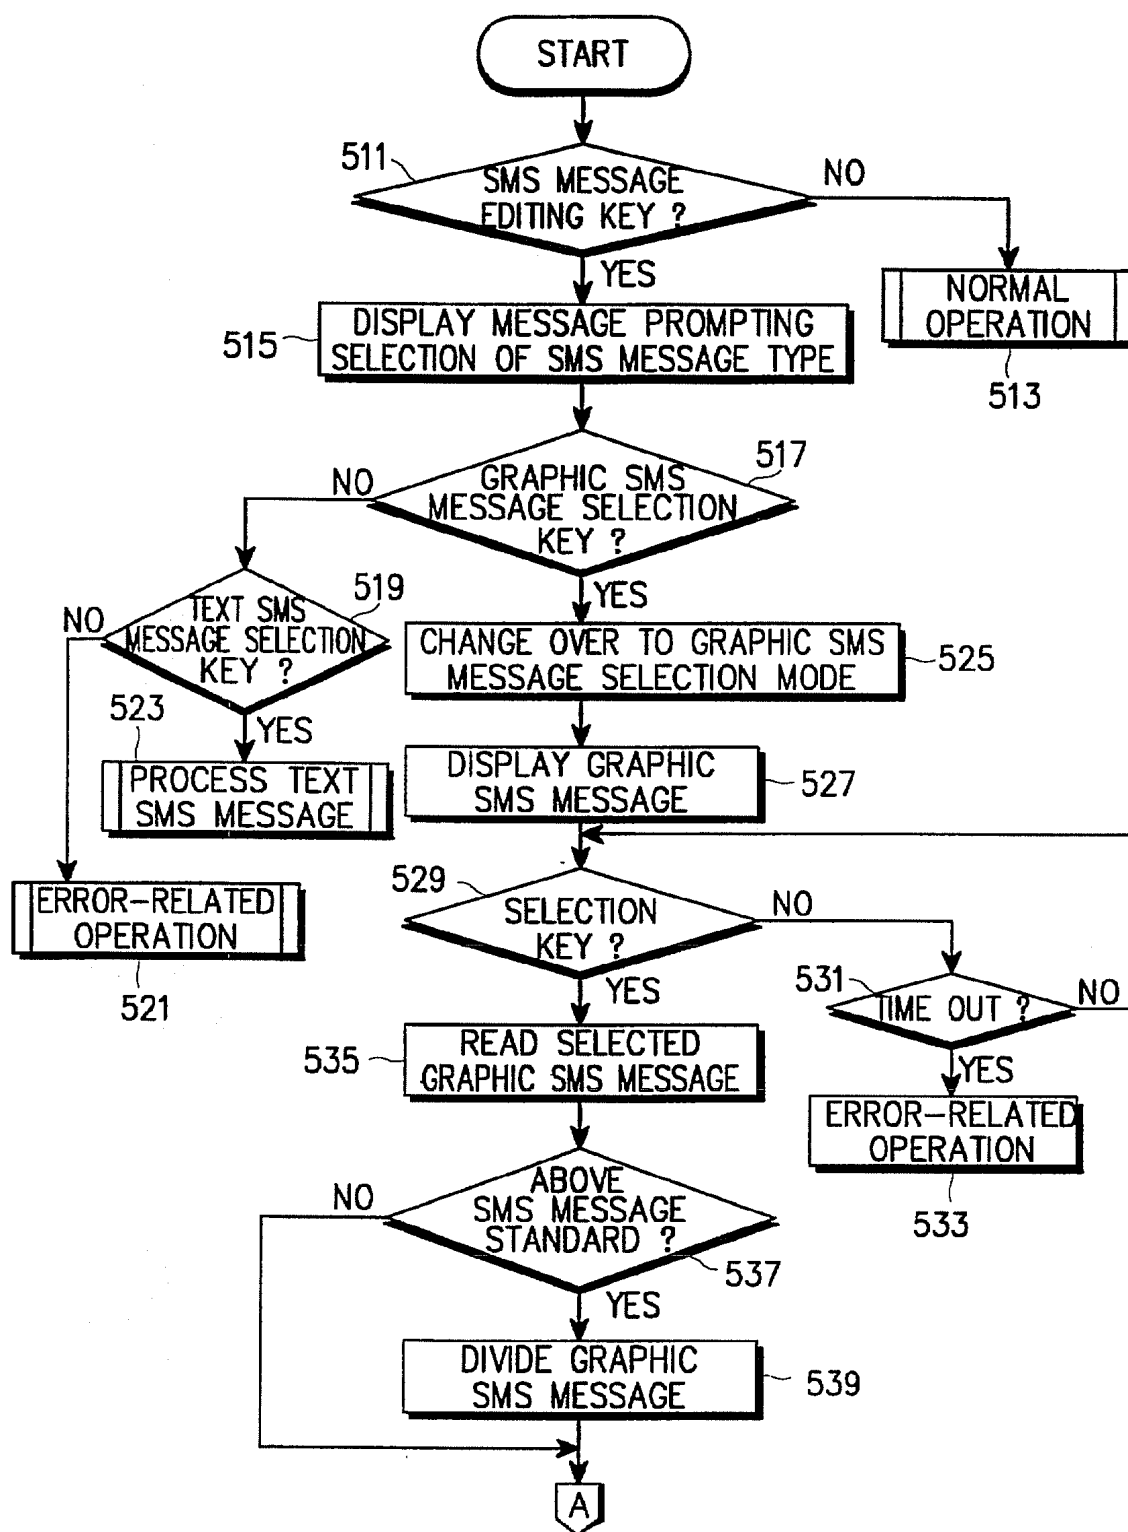 START
511
SMS MESSAGE
EDITING KEY ?
NO
YES
NORMAL
OPERATION
513
515
DISPLAY MESSAGE PROMPTING
SELECTION OF SMS MESSAGE TYPE
517
GRAPHIC SMS
MESSAGE SELECTION
KEY ?
NO
YES
519
TEXT SMS
MESSAGE SELECTION
KEY ?
NO
YES
523
PROCESS TEXT
SMS MESSAGE
ERROR-RELATED
OPERATION
521
CHANGE OVER TO GRAPHIC SMS
MESSAGE SELECTION MODE
525
DISPLAY GRAPHIC
SMS MESSAGE
527
529
SELECTION
KEY ?
NO
YES
531
TIME OUT ?
NO
YES
ERROR-RELATED
OPERATION
533
535
READ SELECTED
GRAPHIC SMS MESSAGE
ABOVE
SMS MESSAGE
STANDARD ?
NO
537
YES
DIVIDE GRAPHIC
SMS MESSAGE
539
A